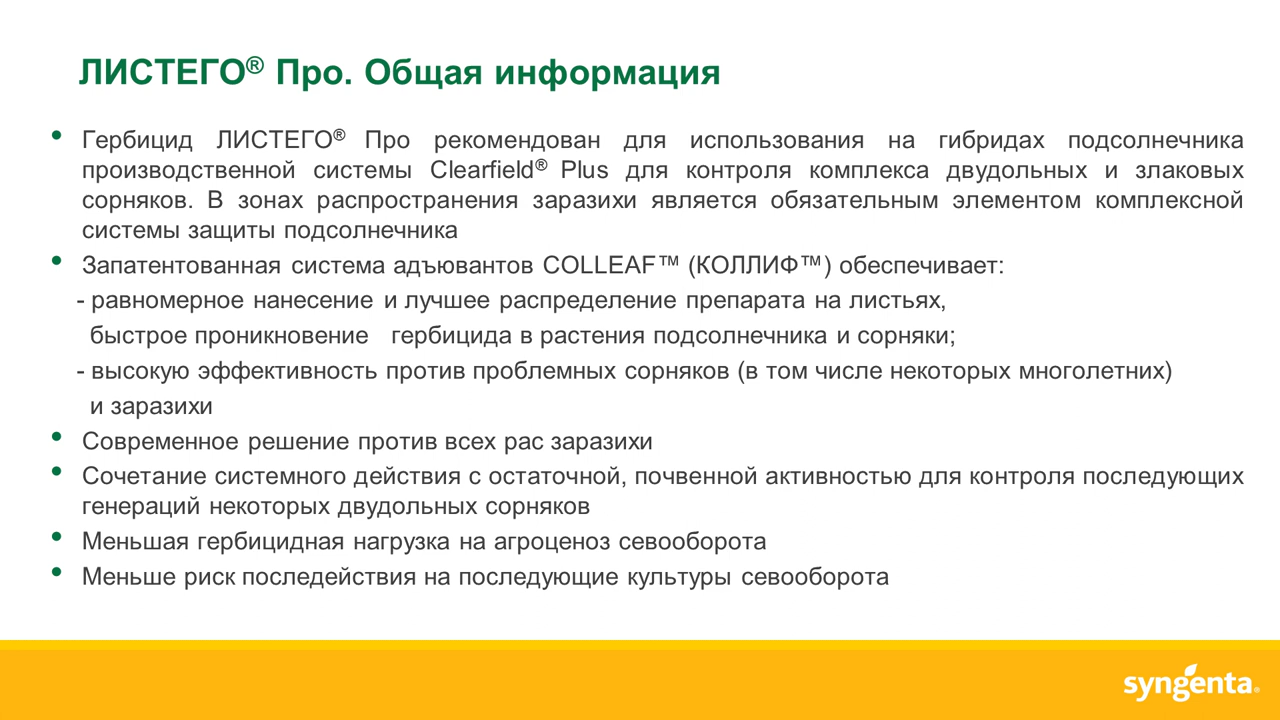 ЛИСТЕГО® Про. Общая информация
• Гербицид ЛИСТЕГО® Про рекомендован для использования на гибридах подсолнечника
производственной системы Clearfield® Plus для контроля комплекса двудольных и злаковых
сорняков. В зонах распространения заразихи является обязательным элементом комплексной
системы защиты подсолнечника
• Запатентованная система адъювантов COLLEAF™ (КОЛЛИФ™) обеспечивает:
- равномерное нанесение и лучшее распределение препарата на листьях,
быстрое проникновение гербицида в растения подсолнечника и сорняки;
- высокую эффективность против проблемных сорняков (в том числе некоторых многолетних)
и заразихи
• Современное решение против всех рас заразихи
• Сочетание системного действия с остаточной, почвенной активностью для контроля последующих
генераций некоторых двудольных сорняков
• Меньшая гербицидная нагрузка на агроценоз севооборота
• Меньше риск последействия на последующие культуры севооборота
syngenta®